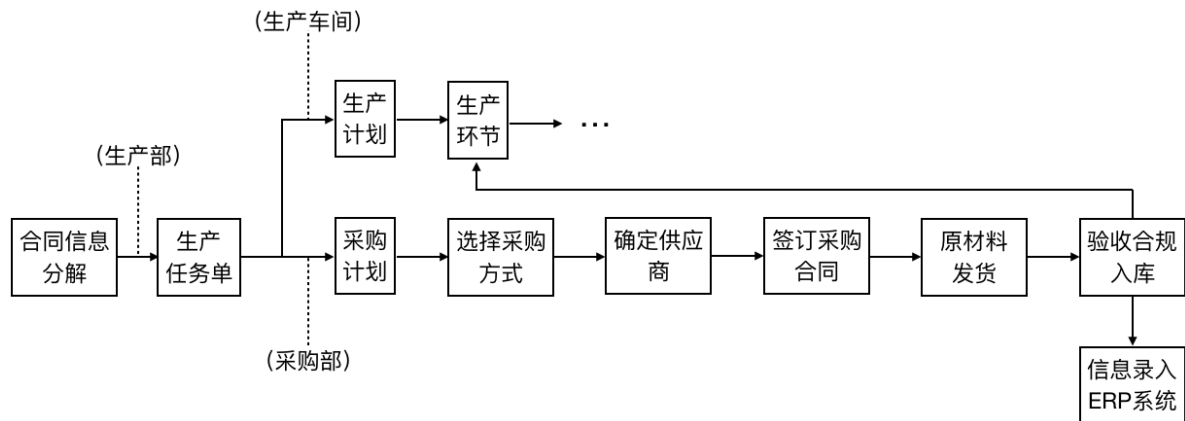 (生产车间)
生产
计划
生产
环节
...
(生产部)
合同信息
分解
生产
任务单
采购
计划
选择采购
方式
确定供应
商
签订采购
合同
原材料
发货
验收合规
入库
(采购部)
信息录入
ERP系统